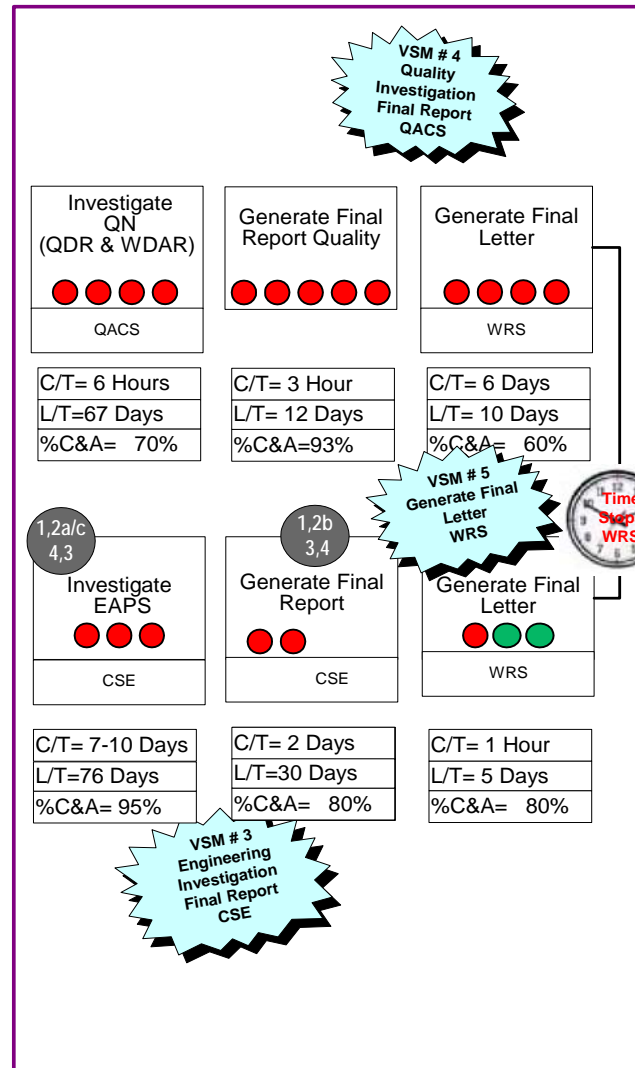 VSM # 4
Quality
Investigation
Final Report
QACS
Investigate
QN
(QDR & WDAR)
QACS
Generate Final
Report Quality
Generate Final
Letter
WRS
C/T= 6 Hours
L/T=67 Days
%C&A= 70%
C/T= 3 Hour
L/T= 12 Days
%C&A=93%
C/T= 6 Days
L/T= 10 Days
%C&A= 60%
VSM # 5
Generate Final
Letter
WRS
12
Time
Stop
WRS
1,2a/c
4,3
Investigate
EAPS
CSE
1,2b
3,4
Generate Final
Report
CSE
Generate Final
Letter
WRS
C/T= 7-10 Days
L/T=76 Days
%C&A= 95%
C/T= 2 Days
L/T=30 Days
%C&A= 80%
C/T= 1 Hour
L/T= 5 Days
%C&A= 80%
VSM # 3
Engineering
Investigation
Final Report
CSE